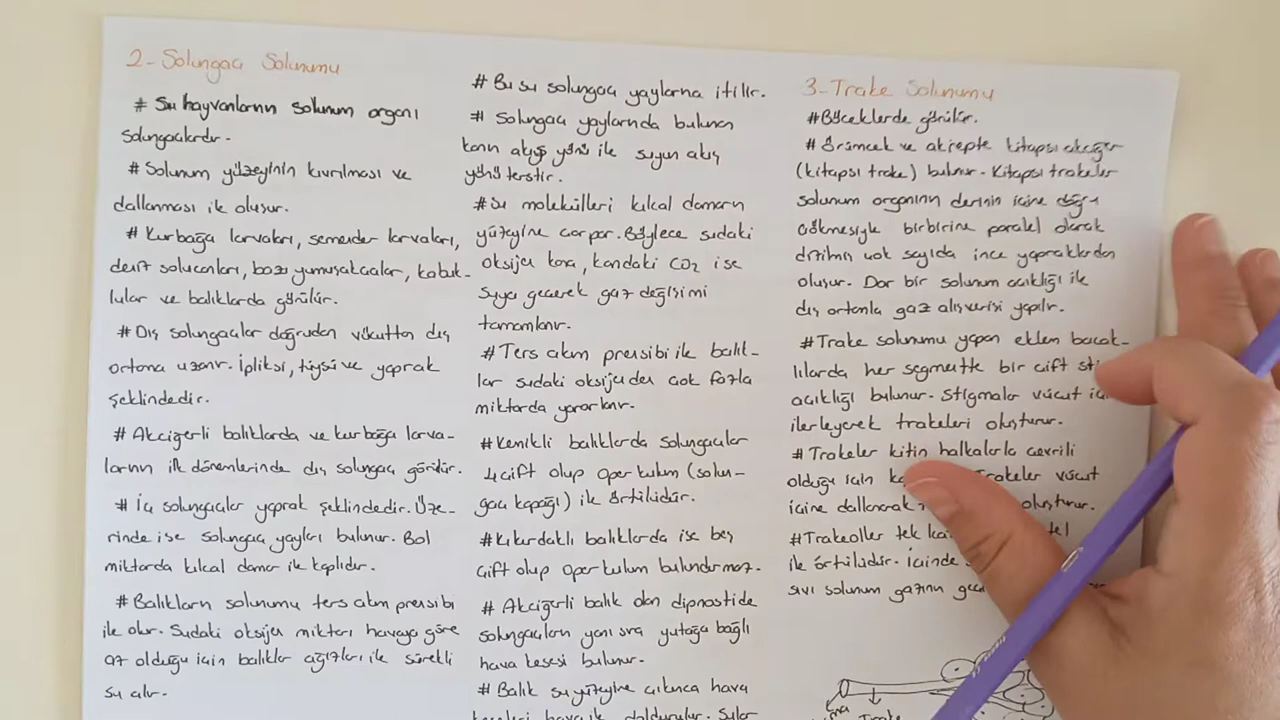 2- Solungaç Solunumu
# Su hayvanlarının solunum organı
solungaçlardır.
# Solunum yüzeyinin kıvrılması ve
dallanması ile oluşur.
# Kurbağa larvaları, semender larvaları,
deniz solucanları, bazı yumuşakçalar, kabuk-
lular ve balıklarda görülür.
# Dış solungaçlar doğrudan vücuttan dış
ortama uzanır. İpliksi, tüysü ve yaprak
şeklindedir.
# Akciğerli balıklarda ve kurbağa larva-
larının ilk dönemlerinde dış solungaç görülür.
# İç solungaçlar yaprak şeklindedir. Üze-
rinde ise solungaç yayları bulunur. Bol
miktarda kılcal damar ile kaplıdır.
# Balıkların solunumu ters akım prensibi
ile olur. Sudaki oksijen miktarı havaya göre
az olduğu için balıklar ağızları ile sürekli
su alır.
# Bu su solungaç yaylarına itilir.
# Solungaç yaylarında bulunan
kanın akış yönü ile suyun akış
yönü terstir.
# Su molekülleri kılcal damarın
yüzeyine çarpar. Böylece sudaki
oksijen kana, kandaki CO2 ise
suya geçerek gaz değişimi
tamamlanır.
# Ters akım prensibi ile balık-
lar sudaki oksijenden çok fazla
miktarda yararlanır.
# Kemikli balıklarda solungaçlar
4 çift olup operkulum (solun-
gaç kapağı) ile örtülüdür.
# Kıkırdaklı balıklarda ise beş
çift olup operkulum bulundurmaz.
# Akciğerli balık olan dipnoside
solungaçların yanı sıra yutağa bağlı
hava kesesi bulunur.
# Balık su yüzeyine çıkınca hava
3- Trake Solunumu
# Böceklerde görülür.
# Örümcek ve akrepte kitapsı akciğer
(kitapsı trake) bulunur. Kitapsı trakeler
solunum organının derinin içine doğru
çökmesiyle birbirine paralel olarak
dizilmiş çok sayıda ince yapraklardan
oluşur. Dar bir solunum açıklığı ile
dış ortamla gaz alışverisi yapılır.
# Trake solunumu yapan eklem bacak-
lılarda her segmentte bir çift
açıklığı bulunur. Stigmalar vücut
ilerleyerek trakeleri oluşturur.
# Trakeler kitin halkalarla çevrili
olduğu için Trakeler vücut
içine dallanarak oluşturur.
# Trakeoller tek
ile örtülüdür. İçinde
sıvı solunum gazının
Trake